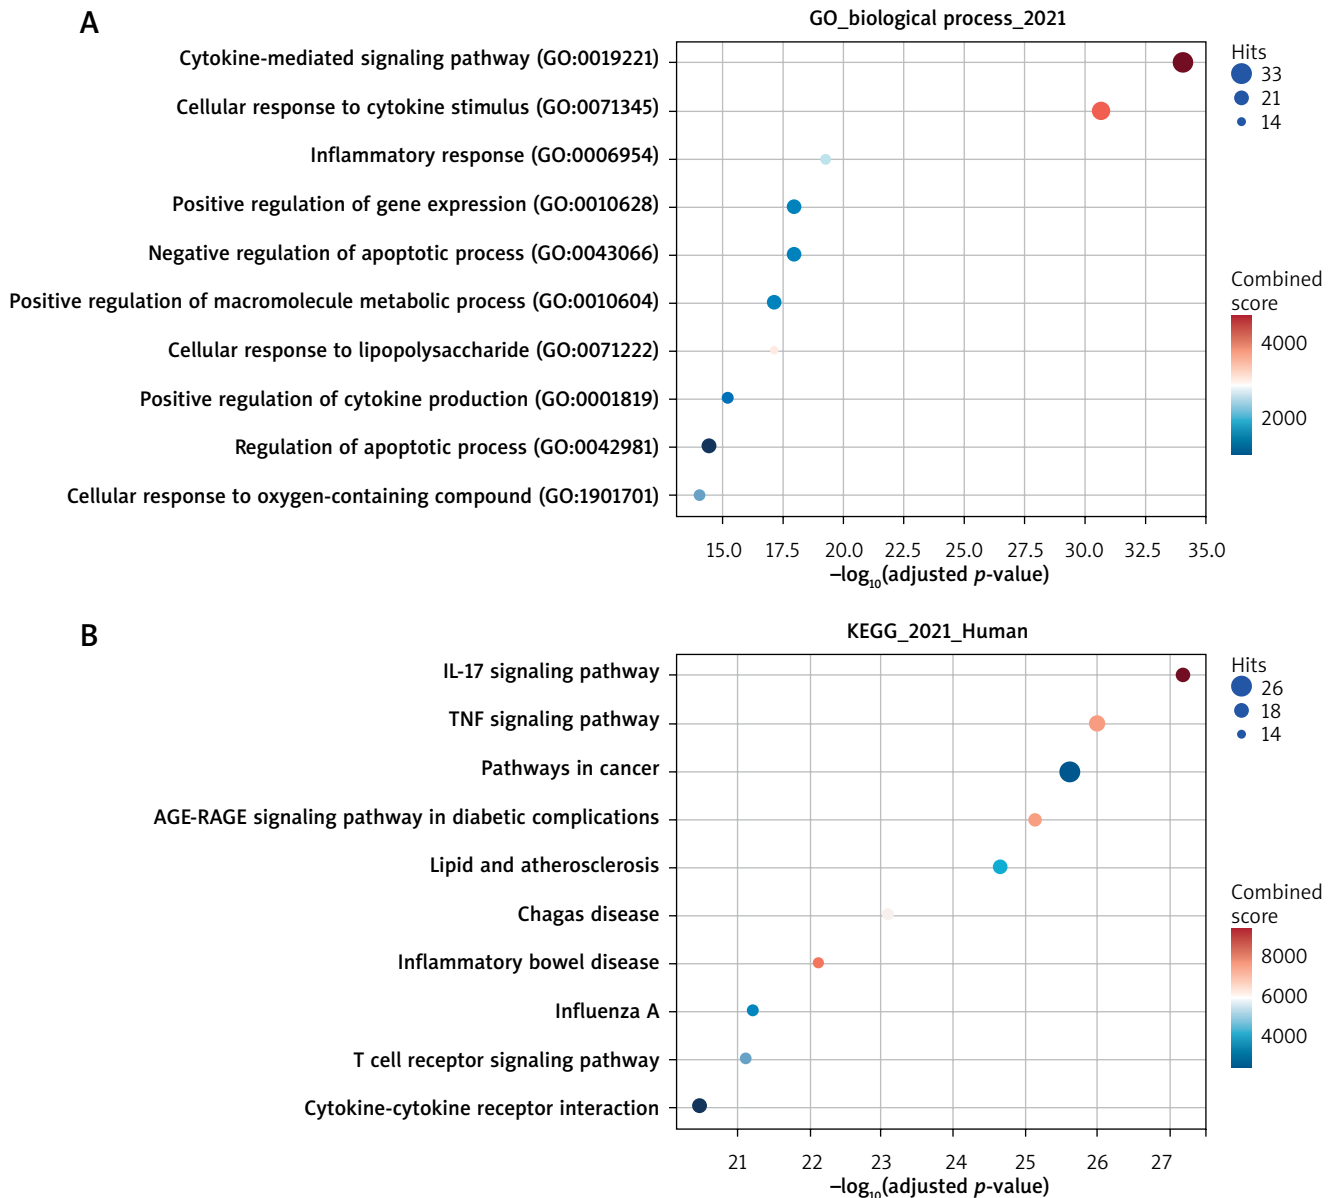 A
GO_biological process_2021
Cytokine-mediated signaling pathway (GO:0019221)
Cellular response to cytokine stimulus (GO:0071345)
Inflammatory response (GO:0006954)
Positive regulation of gene expression (GO:0010628)
Negative regulation of apoptotic process (GO:0043066)
Positive regulation of macromolecule metabolic process (GO:0010604)
Cellular response to lipopolysaccharide (GO:0071222)
Positive regulation of cytokine production (GO:0001819)
Regulation of apoptotic process (GO:0042981)
Cellular response to oxygen-containing compound (GO:1901701)
15.0 17.5 20.0 22.5 25.0 27.5 30.0 32.5 35.0
–log10(adjusted p-value)
Hits
33
21
14
Combined
score
4000
2000
B
KEGG_2021_Human
IL-17 signaling pathway
TNF signaling pathway
Pathways in cancer
AGE-RAGE signaling pathway in diabetic complications
Lipid and atherosclerosis
Chagas disease
Inflammatory bowel disease
Influenza A
T cell receptor signaling pathway
Cytokine-cytokine receptor interaction
21 22 23 24 25 26 27
–log10(adjusted p-value)
Hits
26
18
14
Combined
score
8000
6000
4000